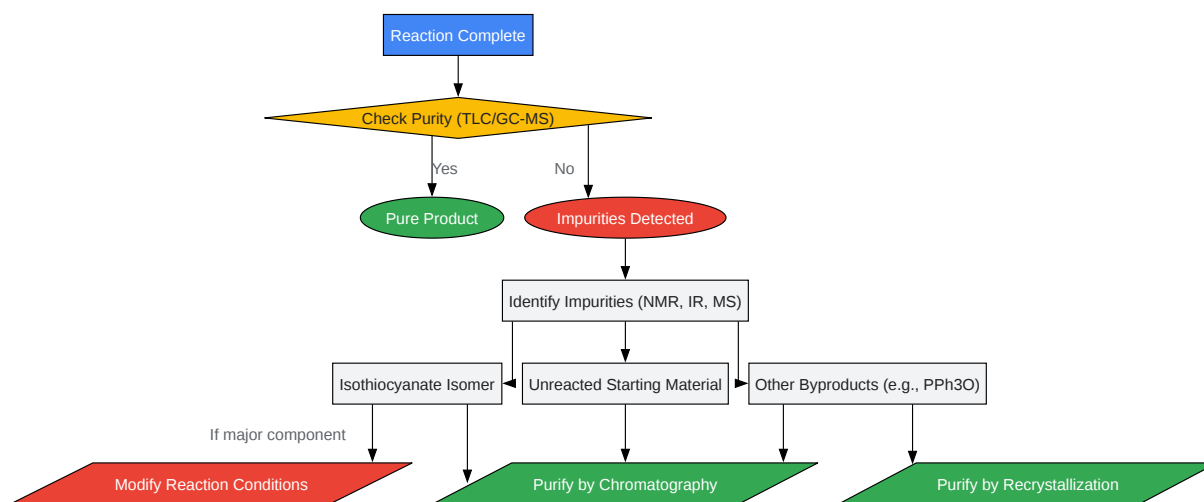 Reaction Complete
Check Purity (TLC/GC-MS)
Yes
No
Pure Product
Impurities Detected
Identify Impurities (NMR, IR, MS)
Isothiocyanate Isomer
Unreacted Starting Material
Other Byproducts (e.g., PPh3O)
If major component
Modify Reaction Conditions
Purify by Chromatography
Purify by Recrystallization